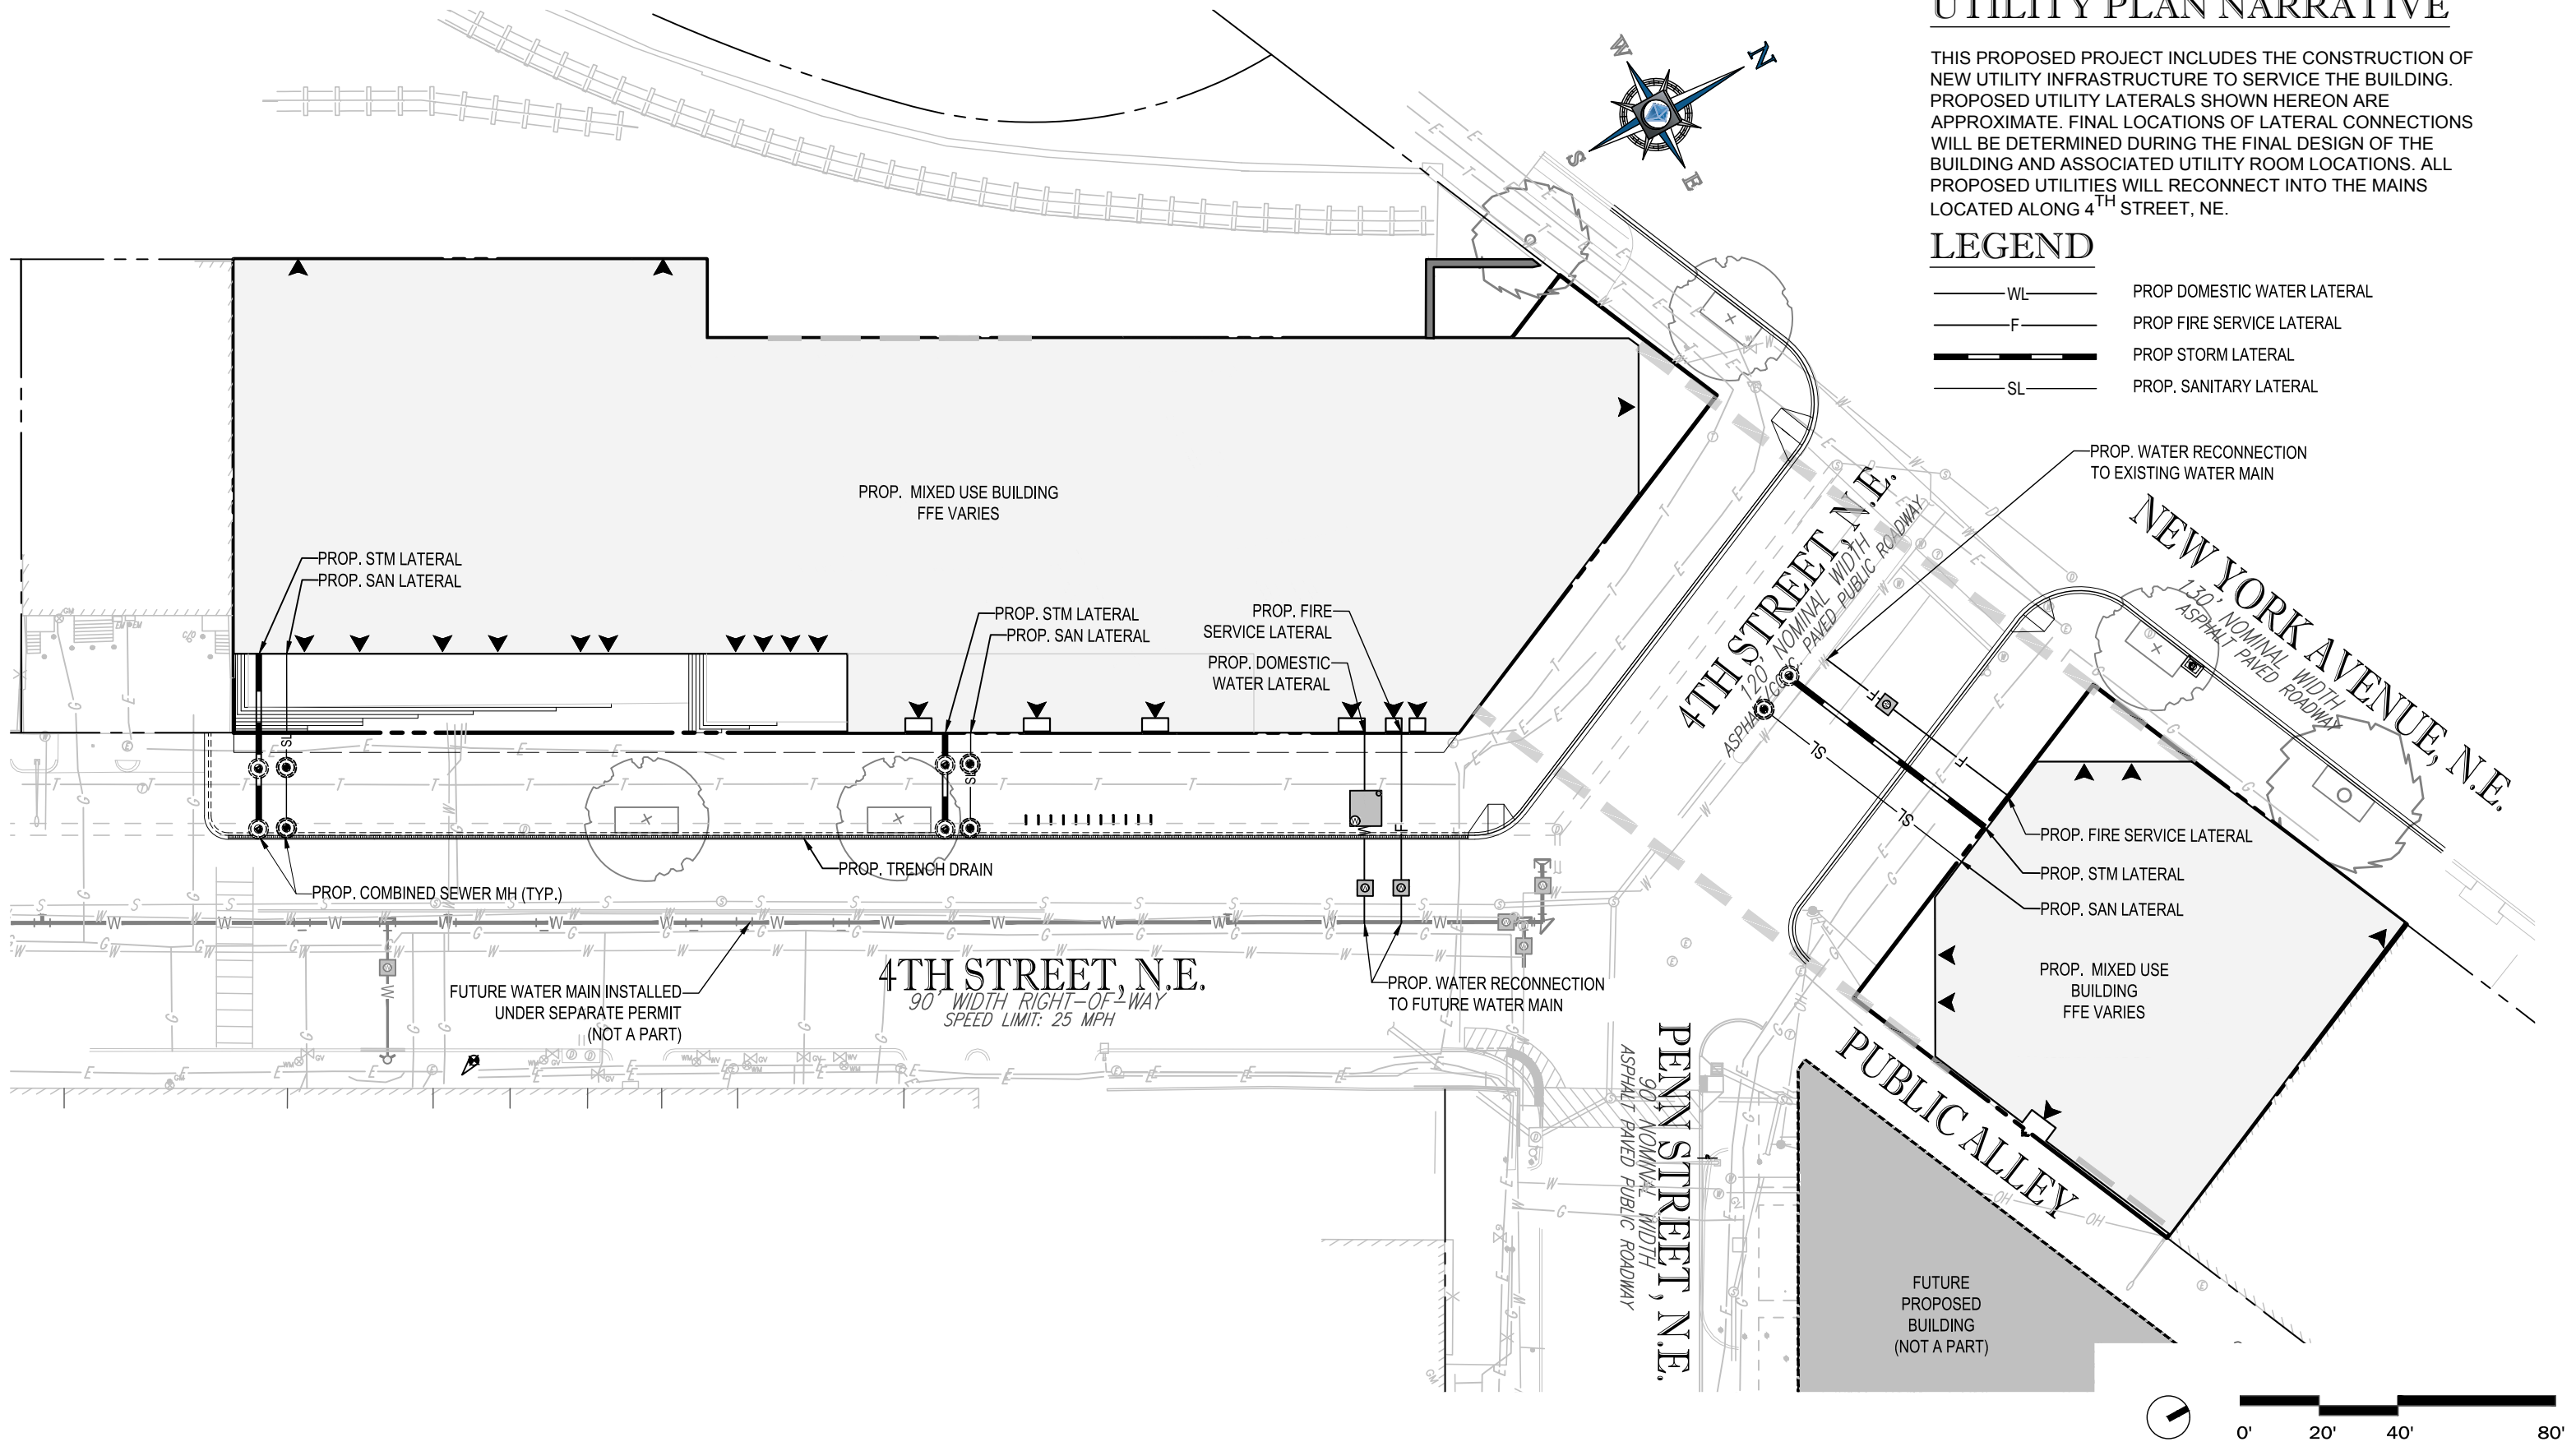 UTILITY PLAN NARRATIVE
THIS PROPOSED PROJECT INCLUDES THE CONSTRUCTION OF
NEW UTILITY INFRASTRUCTURE TO SERVICE THE BUILDING.
PROPOSED UTILITY LATERALS SHOWN HEREON ARE
APPROXIMATE. FINAL LOCATIONS OF LATERAL CONNECTIONS
WILL BE DETERMINED DURING THE FINAL DESIGN OF THE
BUILDING AND ASSOCIATED UTILITY ROOM LOCATIONS. ALL
PROPOSED UTILITIES WILL RECONNECT INTO THE MAINS
LOCATED ALONG 4TH STREET, NE.
LEGEND
WL PROP DOMESTIC WATER LATERAL
F PROP FIRE SERVICE LATERAL
PROP STORM LATERAL
SL PROP. SANITARY LATERAL
W
N
S
E
PROP. WATER RECONNECTION
TO EXISTING WATER MAIN
PROP. MIXED USE BUILDING
FFE VARIES
PROP. STM LATERAL
PROP. SAN LATERAL
PROP. STM LATERAL
PROP. SAN LATERAL
PROP. FIRE
SERVICE LATERAL
PROP. DOMESTIC
WATER LATERAL
4TH STREET, N.E.
120' NOMINAL WIDTH
PAVED PUBLIC ROADWAY
NEW YORK AVENUE, N.E.
130' NOMINAL WIDTH
ASPHALT PAVED ROADWAY
PROP. TRENCH DRAIN
PROP. COMBINED SEWER MH (TYP.)
PROP. FIRE SERVICE LATERAL
PROP. STM LATERAL
PROP. SAN LATERAL
FUTURE WATER MAIN INSTALLED
UNDER SEPARATE PERMIT
(NOT A PART)
4TH STREET, N.E.
90' WIDTH RIGHT-OF-WAY
SPEED LIMIT: 25 MPH
PROP. WATER RECONNECTION
TO FUTURE WATER MAIN
PROP. MIXED USE
BUILDING
FFE VARIES
PENN STREET, N.E.
90' NOMINAL WIDTH
ASPHALT PAVED PUBLIC ROADWAY
PUBLIC ALLEY
FUTURE
PROPOSED
BUILDING
(NOT A PART)
0' 20' 40' 80'